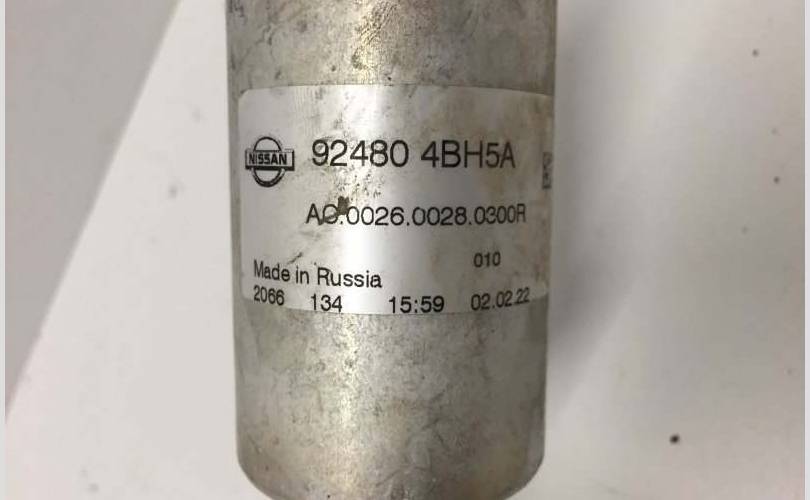 NISSAN 92480 4BH5A
AC.0026.0028.0300R
010
Made in Russia
2066 134 15:59 02.02.22